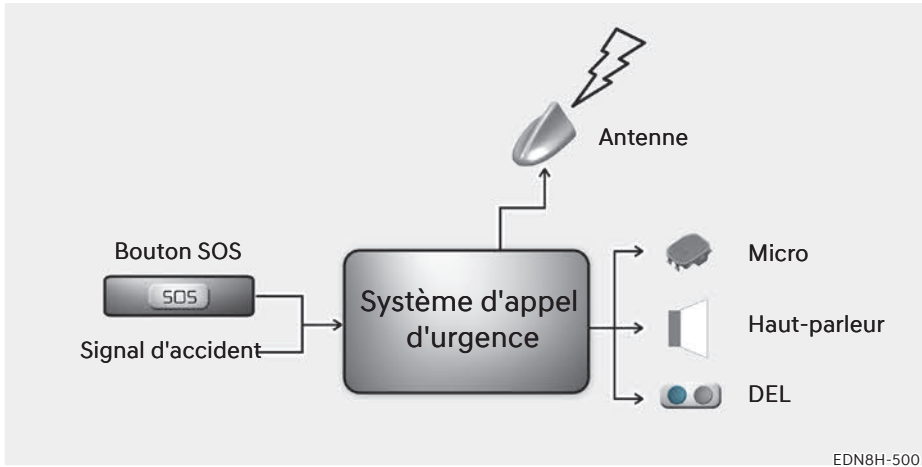 Antenne
Bouton SOS
SOS
Signal d'accident
Système d'appel
d'urgence
Micro
Haut-parleur
DEL
EDN8H-500